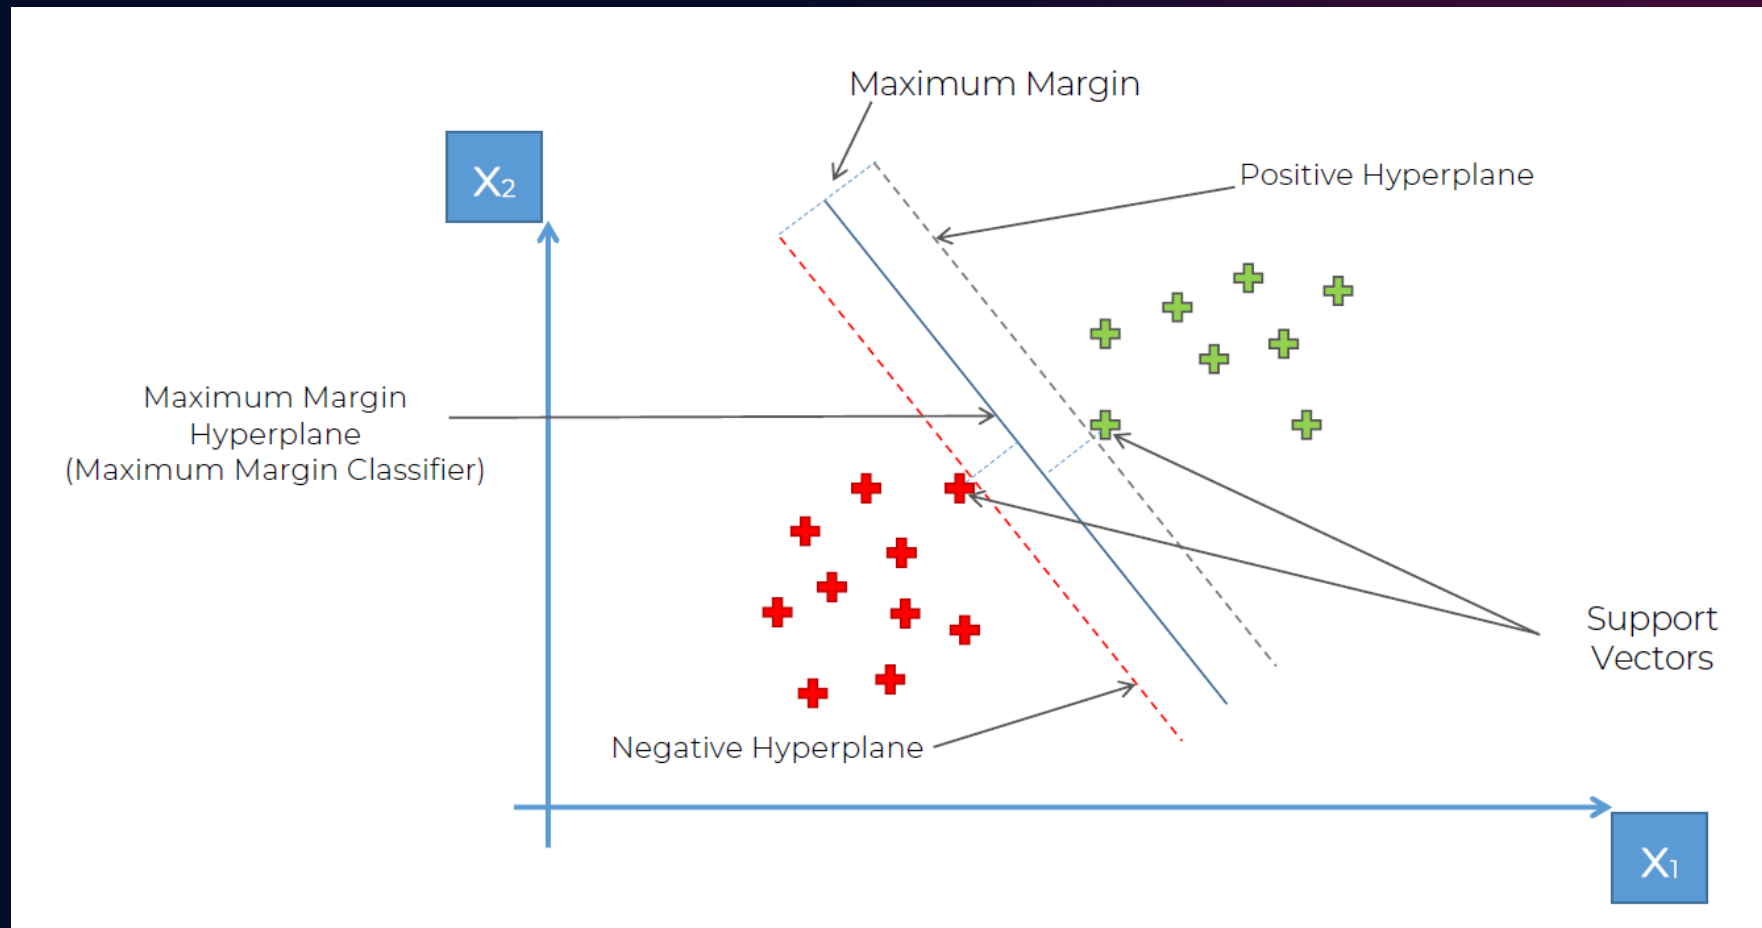 Maximum Margin
X₂
Positive Hyperplane
Maximum Margin
Hyperplane
(Maximum Margin Classifier)
Support
Vectors
Negative Hyperplane
X₁